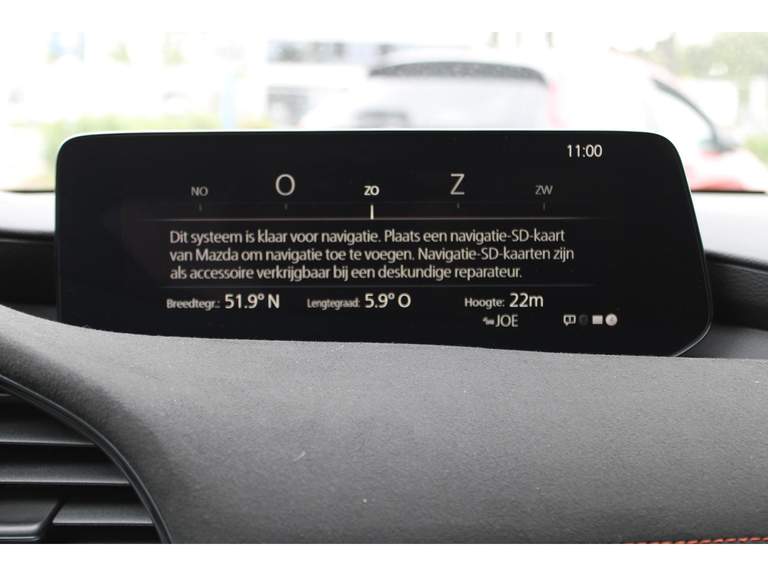 11:00
NO O ZO Z ZW
Dit systeem is klaar voor navigatie. Plaats een navigatie-SD-kaart
van Mazda om navigatie toe te voegen. Navigatie-SD-kaarten zijn
als accessoire verkrijgbaar bij een deskundige reparateur.
Breedtegr.: 51.9° N Lengtegraad: 5.9° O Hoogte: 22m
JOE